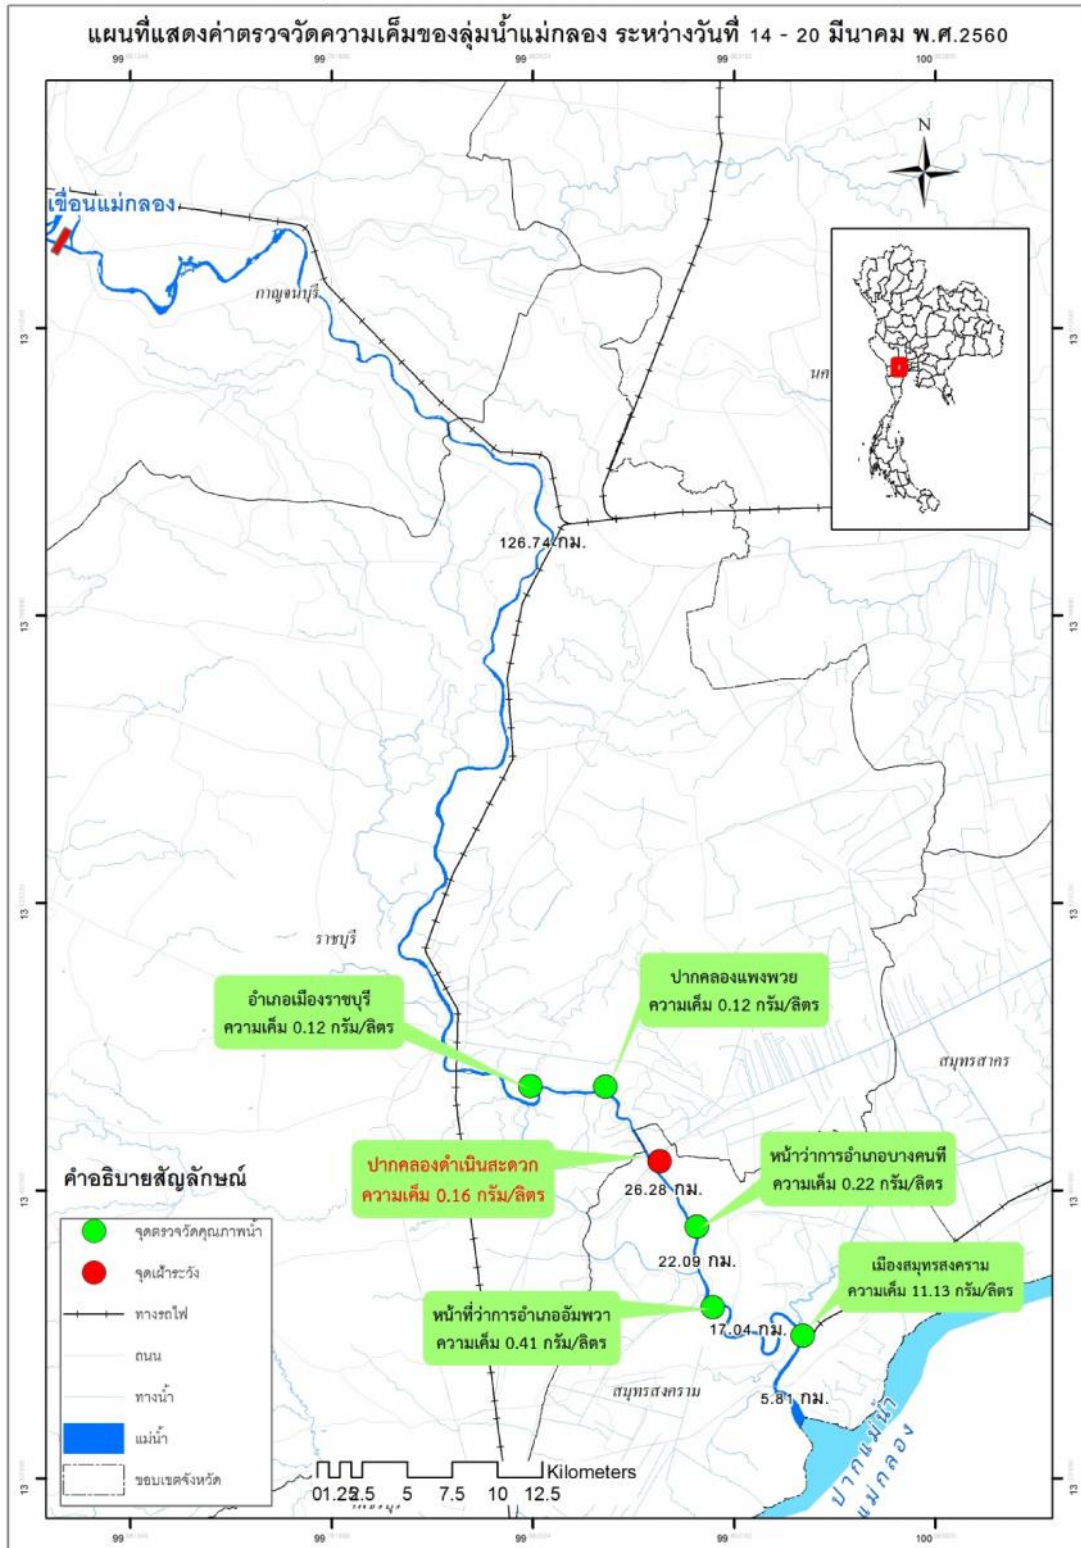 แผนที่แสดงค่าตรวจวัดความเค็มของลุ่มน้ำแม่กลอง ระหว่างวันที่ 14 - 20 มีนาคม พ.ศ.2560
N
เขื่อนแม่กลอง
กาญจนบุรี
นค
126.74 กม.
ราชบุรี
ปากคลองแพงพวย
ความเค็ม 0.12 กรัม/ลิตร
อำเภอเมืองราชบุรี
ความเค็ม 0.12 กรัม/ลิตร
สมุทรสาคร
ปากคลองดำเนินสะดวก
ความเค็ม 0.16 กรัม/ลิตร
26.28 กม.
หน้าว่าการอำเภอบางคนที
ความเค็ม 0.22 กรัม/ลิตร
22.09 กม.
เมืองสมุทรสงคราม
ความเค็ม 11.13 กรัม/ลิตร
หน้าที่ว่าการอำเภออัมพวา
ความเค็ม 0.41 กรัม/ลิตร
17.04 กม.
สมุทรสงคราม
5.81 กม.
ปากแม่น้ำ
แม่กลอง
คำอธิบายสัญลักษณ์
จุดตรวจวัดคุณภาพน้ำ
จุดเฝ้าระวัง
ทางรถไฟ
ถนน
ทางน้ำ
แม่น้ำ
ขอบเขตจังหวัด
Kilometers
01.252.5 5 7.5 10 12.5